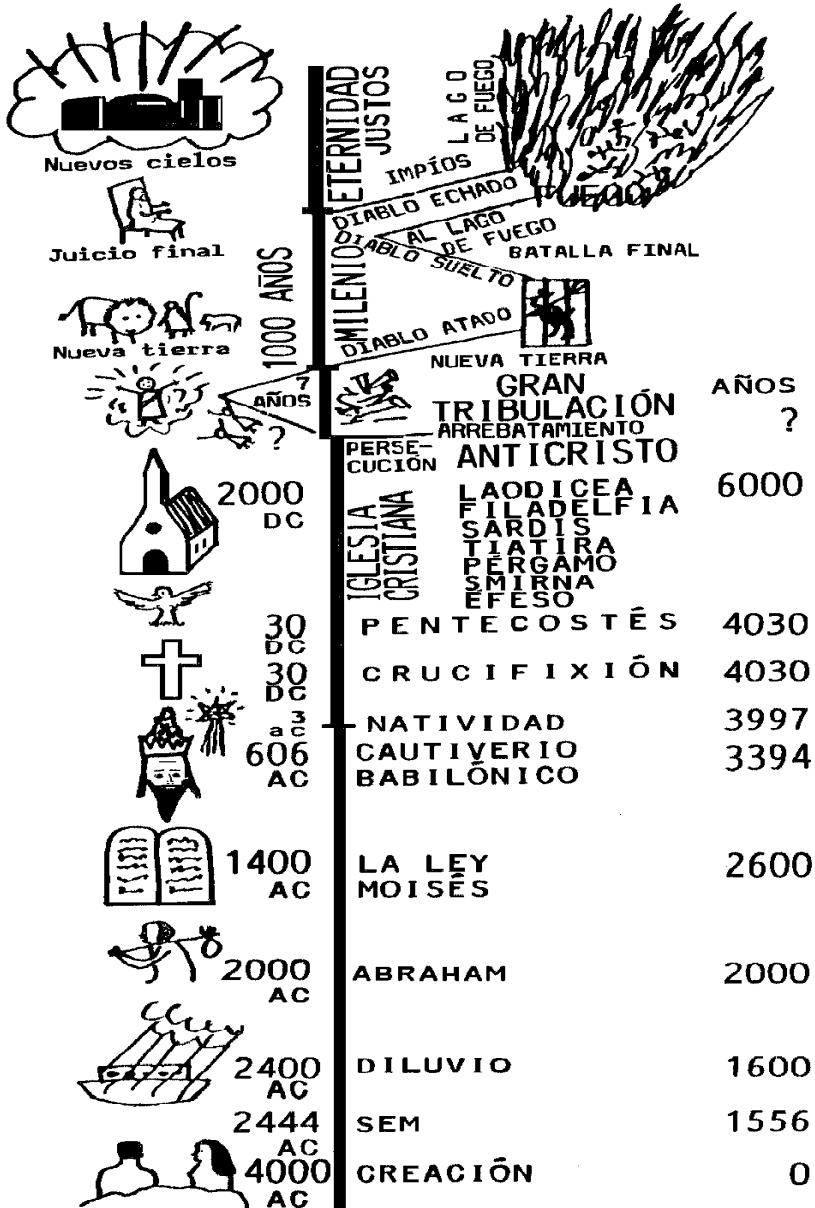 ETERNIDAD
JUSTOS
LAGO
DE FUEGO
Nuevos cielos
IMPÍOS
DIABLO ECHADO
FUEGO
AL LAGO
DE FUEGO
DIABLO SUELTO
BATALLA FINAL
Juicio final
1000 AÑOS
MILENIO
DIABLO ATADO
Nueva tierra
NUEVA TIERRA
7
AÑOS
?
GRAN
TRIBULACIÓN
AÑOS
?
ARREBATAMIENTO
PERSE-
CUCIÓN
ANTICRISTO
2000
DC
IGLESIA
CRISTIANA
LAODICEA
6000
FILADELFIA
SARDIS
TIATIRA
PÉRGAMO
SMIRNA
ÉFESO
30
DC
PENTECOSTÉS
4030
30
DC
CRUCIFIXIÓN
4030
3
ac
NATIVIDAD
3997
606
AC
CAUTIVERIO
BABILÓNICO
3394
1400
AC
LA LEY
MOISÉS
2600
2000
AC
ABRAHAM
2000
2400
AC
DILUVIO
1600
2444
AC
SEM
1556
4000
AC
CREACIÓN
0